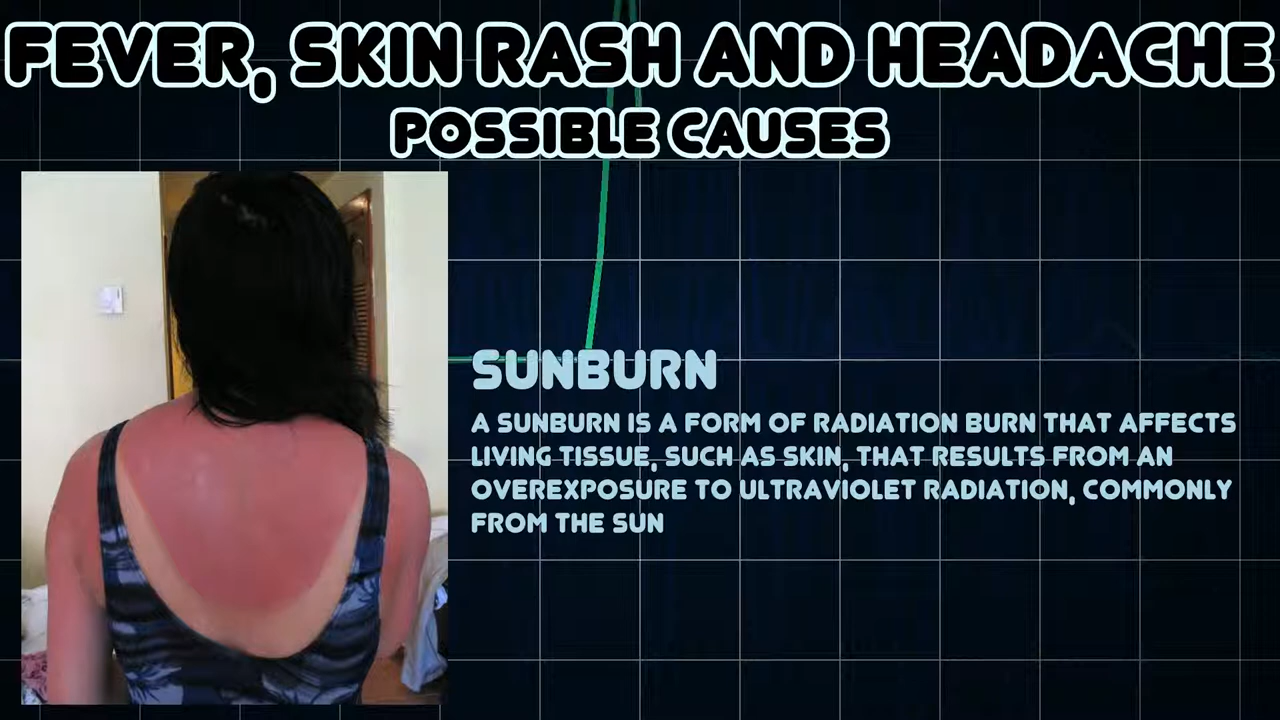 FEVER, SKIN RASH AND HEADACHE
POSSIBLE CAUSES
SUNBURN
A SUNBURN IS A FORM OF RADIATION BURN THAT AFFECTS
LIVING TISSUE, SUCH AS SKIN, THAT RESULTS FROM AN
OVEREXPOSURE TO ULTRAVIOLET RADIATION, COMMONLY
FROM THE SUN